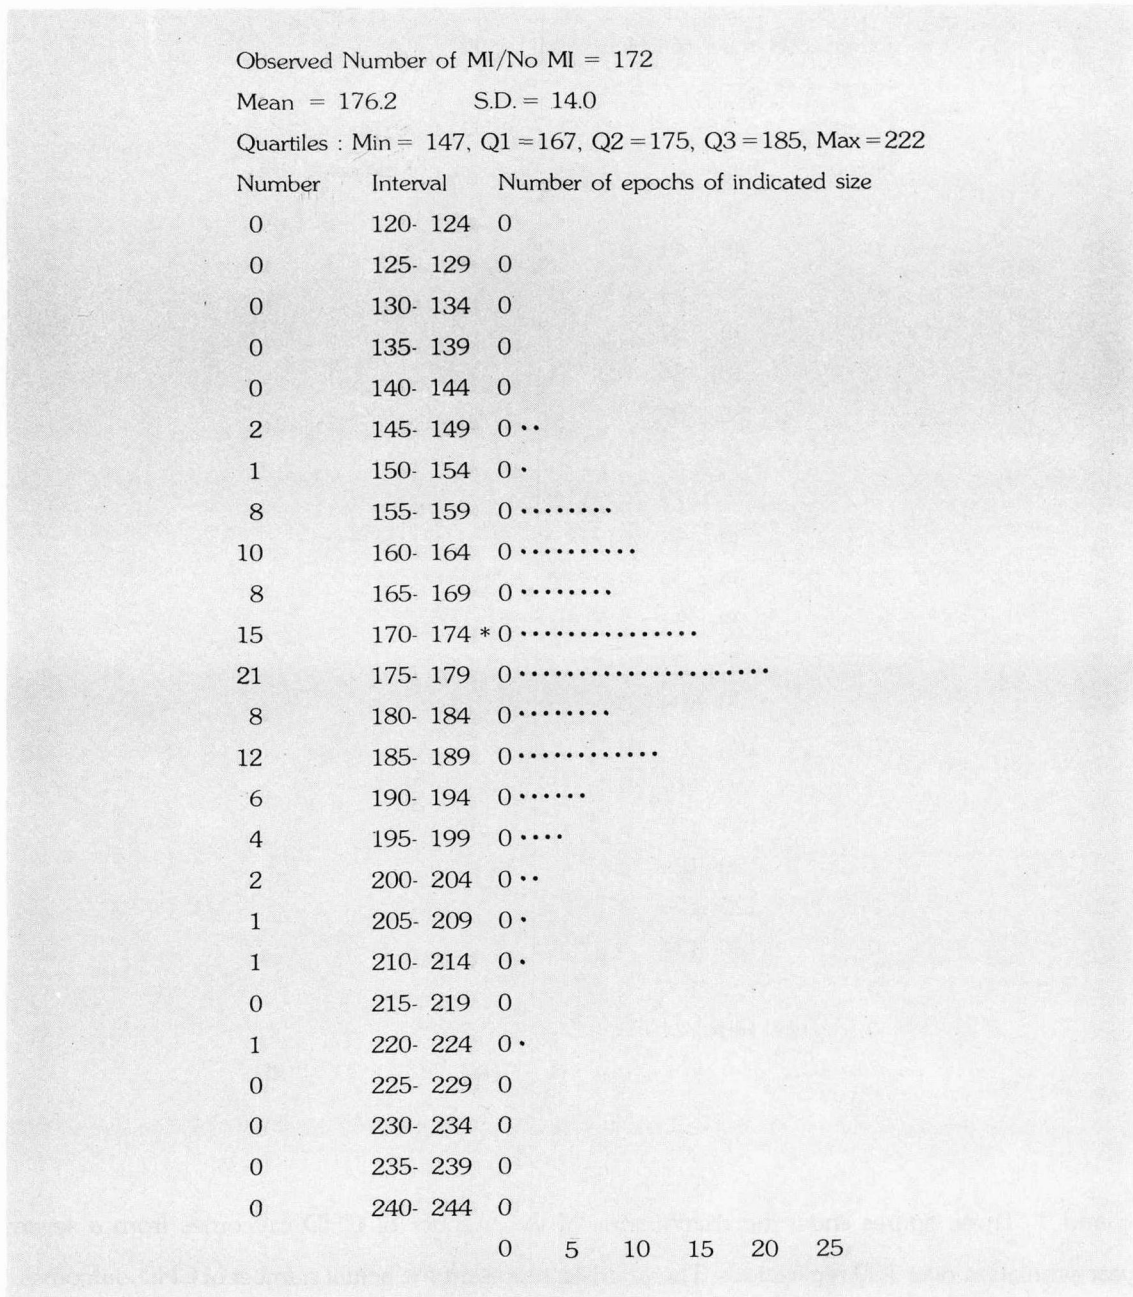 Observed Number of MI/No MI = 172
Mean = 176.2 S.D. = 14.0
Quartiles : Min = 147, Q1 = 167, Q2 = 175, Q3 = 185, Max = 222
Number Interval Number of epochs of indicated size
0 120- 124 0
0 125- 129 0
0 130- 134 0
0 135- 139 0
0 140- 144 0
2 145- 149 0 ··
1 150- 154 0 ·
8 155- 159 0 ········
10 160- 164 0 ··········
8 165- 169 0 ········
15 170- 174 * 0 ···············
21 175- 179 0 ·····················
8 180- 184 0 ········
12 185- 189 0 ············
6 190- 194 0 ······
4 195- 199 0 ····
2 200- 204 0 ··
1 205- 209 0 ·
1 210- 214 0 ·
0 215- 219 0
1 220- 224 0 ·
0 225- 229 0
0 230- 234 0
0 235- 239 0
0 240- 244 0
0 5 10 15 20 25